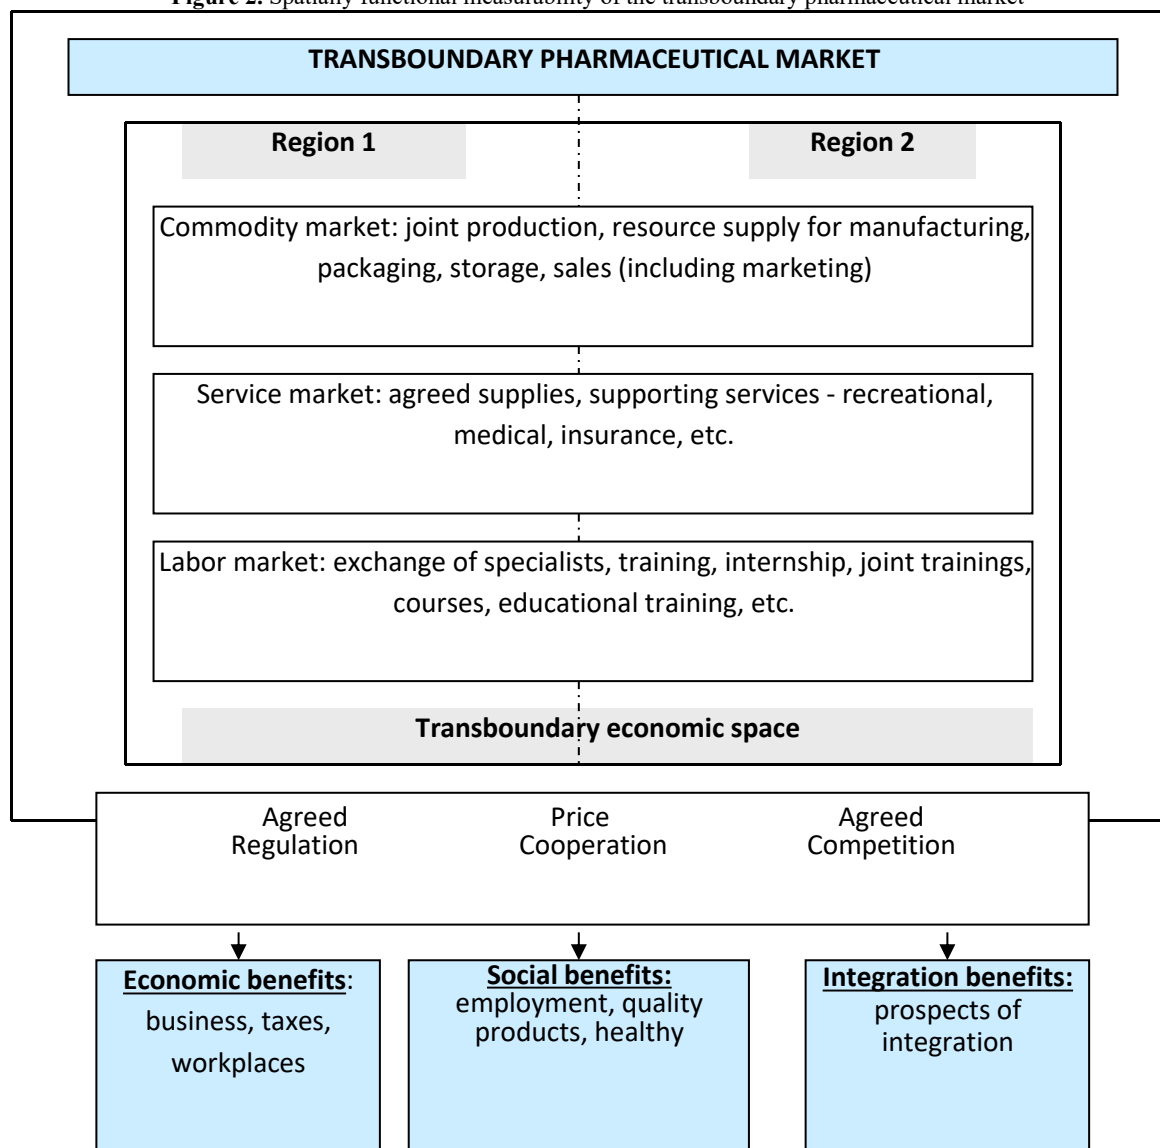 Figure 2. Spatially functional measurability of the transboundary pharmaceutical market
TRANSBOUNDARY PHARMACEUTICAL MARKET
Region 1
Region 2
Commodity market: joint production, resource supply for manufacturing,
packaging, storage, sales (including marketing)
Service market: agreed supplies, supporting services - recreational,
medical, insurance, etc.
Labor market: exchange of specialists, training, internship, joint trainings,
courses, educational training, etc.
Transboundary economic space
Agreed
Regulation
Price
Cooperation
Agreed
Competition
Economic benefits:
business, taxes,
workplaces
Social benefits:
employment, quality
products, healthy
Integration benefits:
prospects of
integration